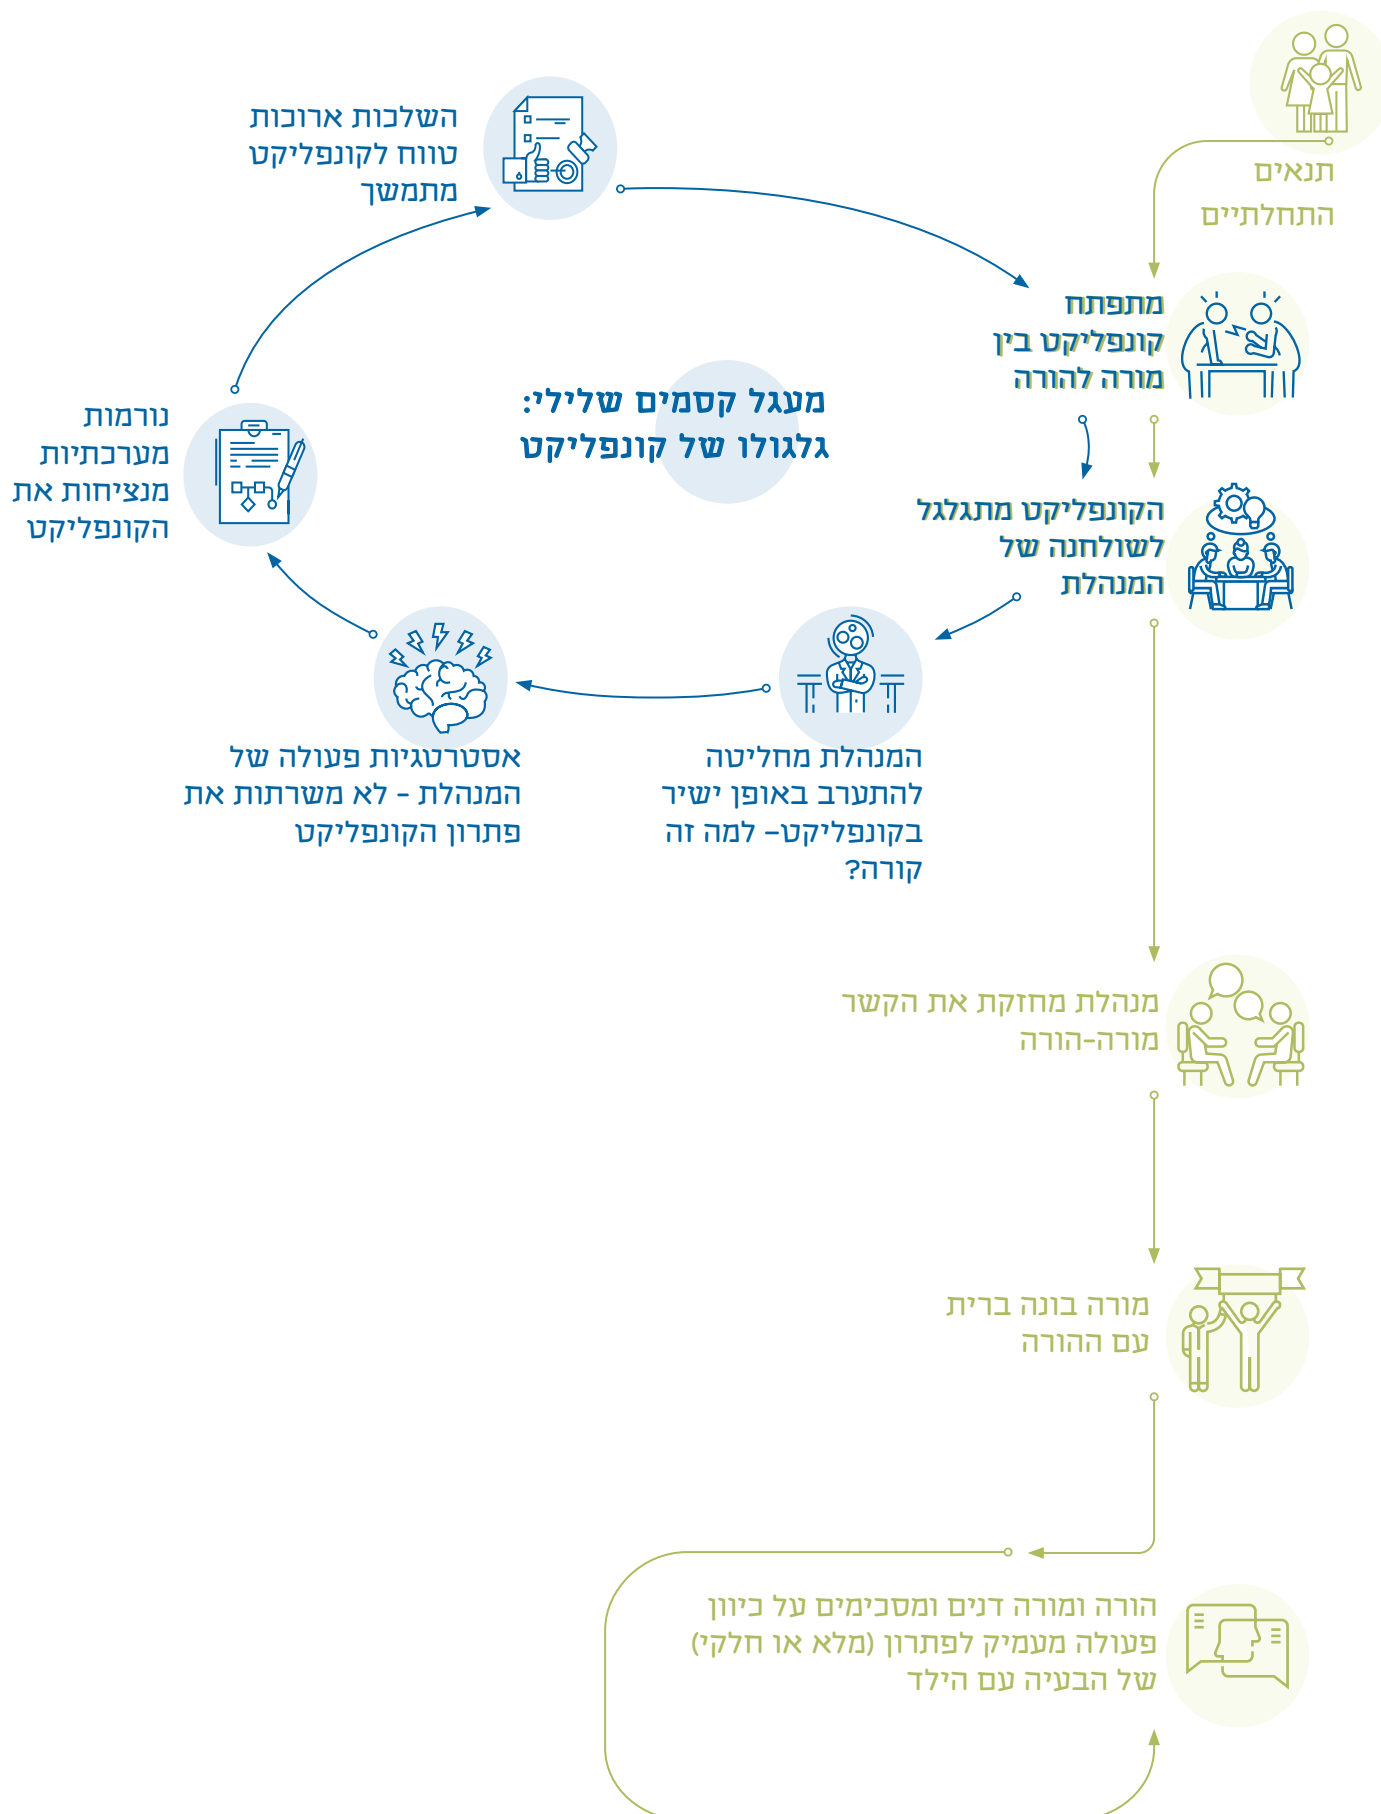 תנאים
התחלתיים
מתפתח
קונפליקט בין
מורה להורה
הקונפליקט מתגלגל
לשולחנה של
המנהלת
מעגל קסמים שלילי:
גלגולו של קונפליקט
המנהלת מחליטה
להתערב באופן ישיר
בקונפליקט– למה זה
קורה?
אסטרטגיות פעולה של
המנהלת - לא משרתות את
פתרון הקונפליקט
נורמות
מערכתיות
מנציחות את
הקונפליקט
השלכות ארוכות
טווח לקונפליקט
מתמשך
מנהלת מחזקת את הקשר
מורה-הורה
מורה בונה ברית
עם ההורה
הורה ומורה דנים ומסכימים על כיוון
פעולה מעמיק לפתרון (מלא או חלקי)
של הבעיה עם הילד